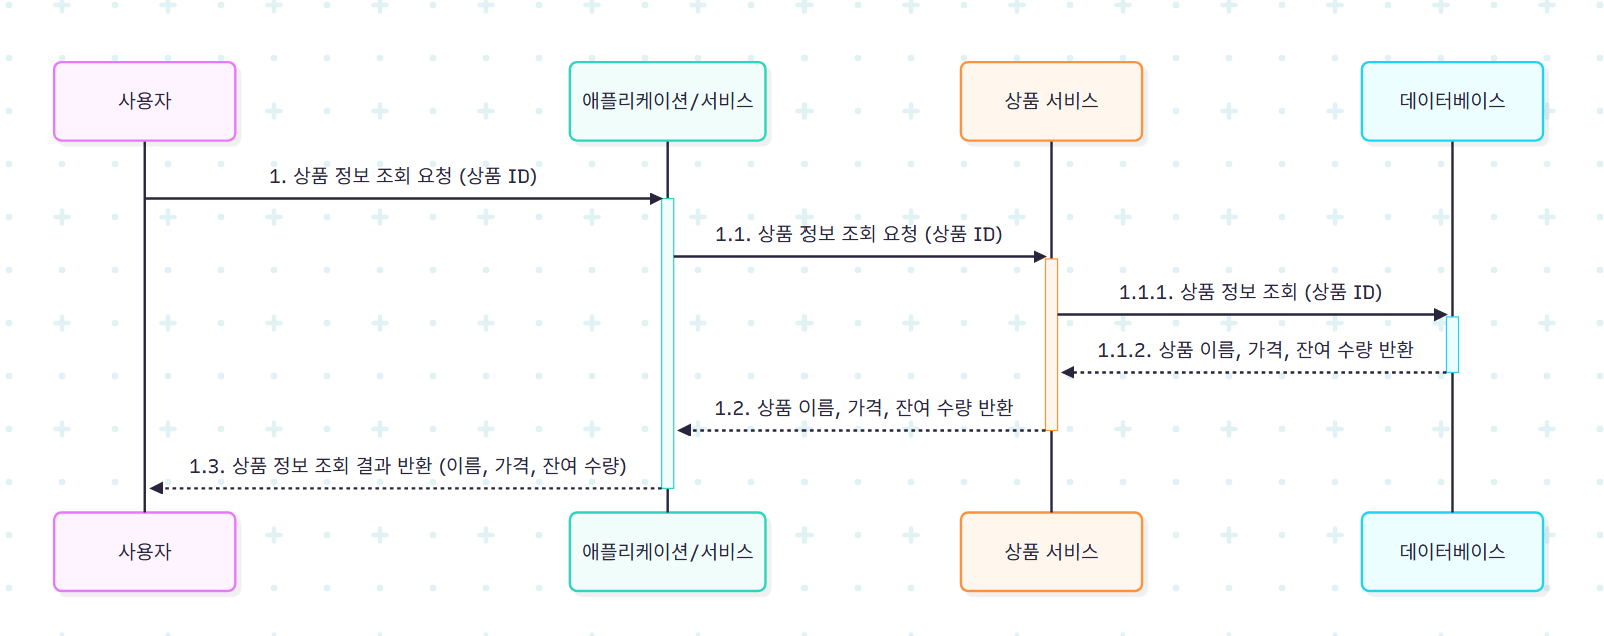 사용자
애플리케이션/서비스
상품 서비스
데이터베이스
1. 상품 정보 조회 요청 (상품 ID)
1.1. 상품 정보 조회 요청 (상품 ID)
1.1.1. 상품 정보 조회 (상품 ID)
1.1.2. 상품 이름, 가격, 잔여 수량 반환
1.2. 상품 이름, 가격, 잔여 수량 반환
1.3. 상품 정보 조회 결과 반환 (이름, 가격, 잔여 수량)
사용자
애플리케이션/서비스
상품 서비스
데이터베이스